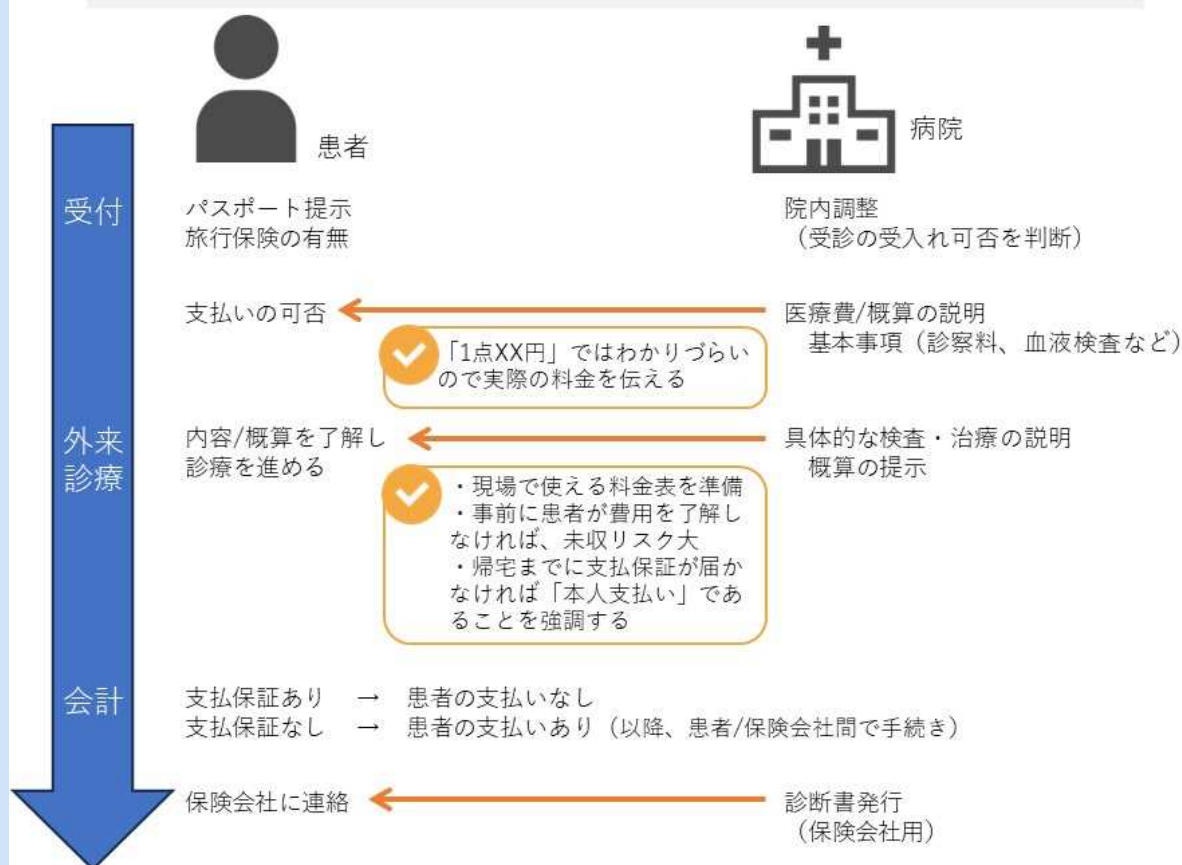 患者
病院
受付
パスポート提示
旅行保険の有無
院内調整
（受診の受入れ可否を判断）
支払いの可否
医療費/概算の説明
基本事項（診察料、血液検査など）
「1点XX円」ではわかりづらい
ので実際の料金を伝える
外来
診療
内容/概算を了解し
診療を進める
具体的な検査・治療の説明
概算の提示
・現場で使える料金表を準備
・事前に患者が費用を了解し
なければ、未収リスク大
・帰宅までに支払保証が届か
なければ「本人支払い」であ
ることを強調する
会計
支払保証あり　→　患者の支払いなし
支払保証なし　→　患者の支払いあり（以降、患者/保険会社間で手続き）
保険会社に連絡
診断書発行
（保険会社用）